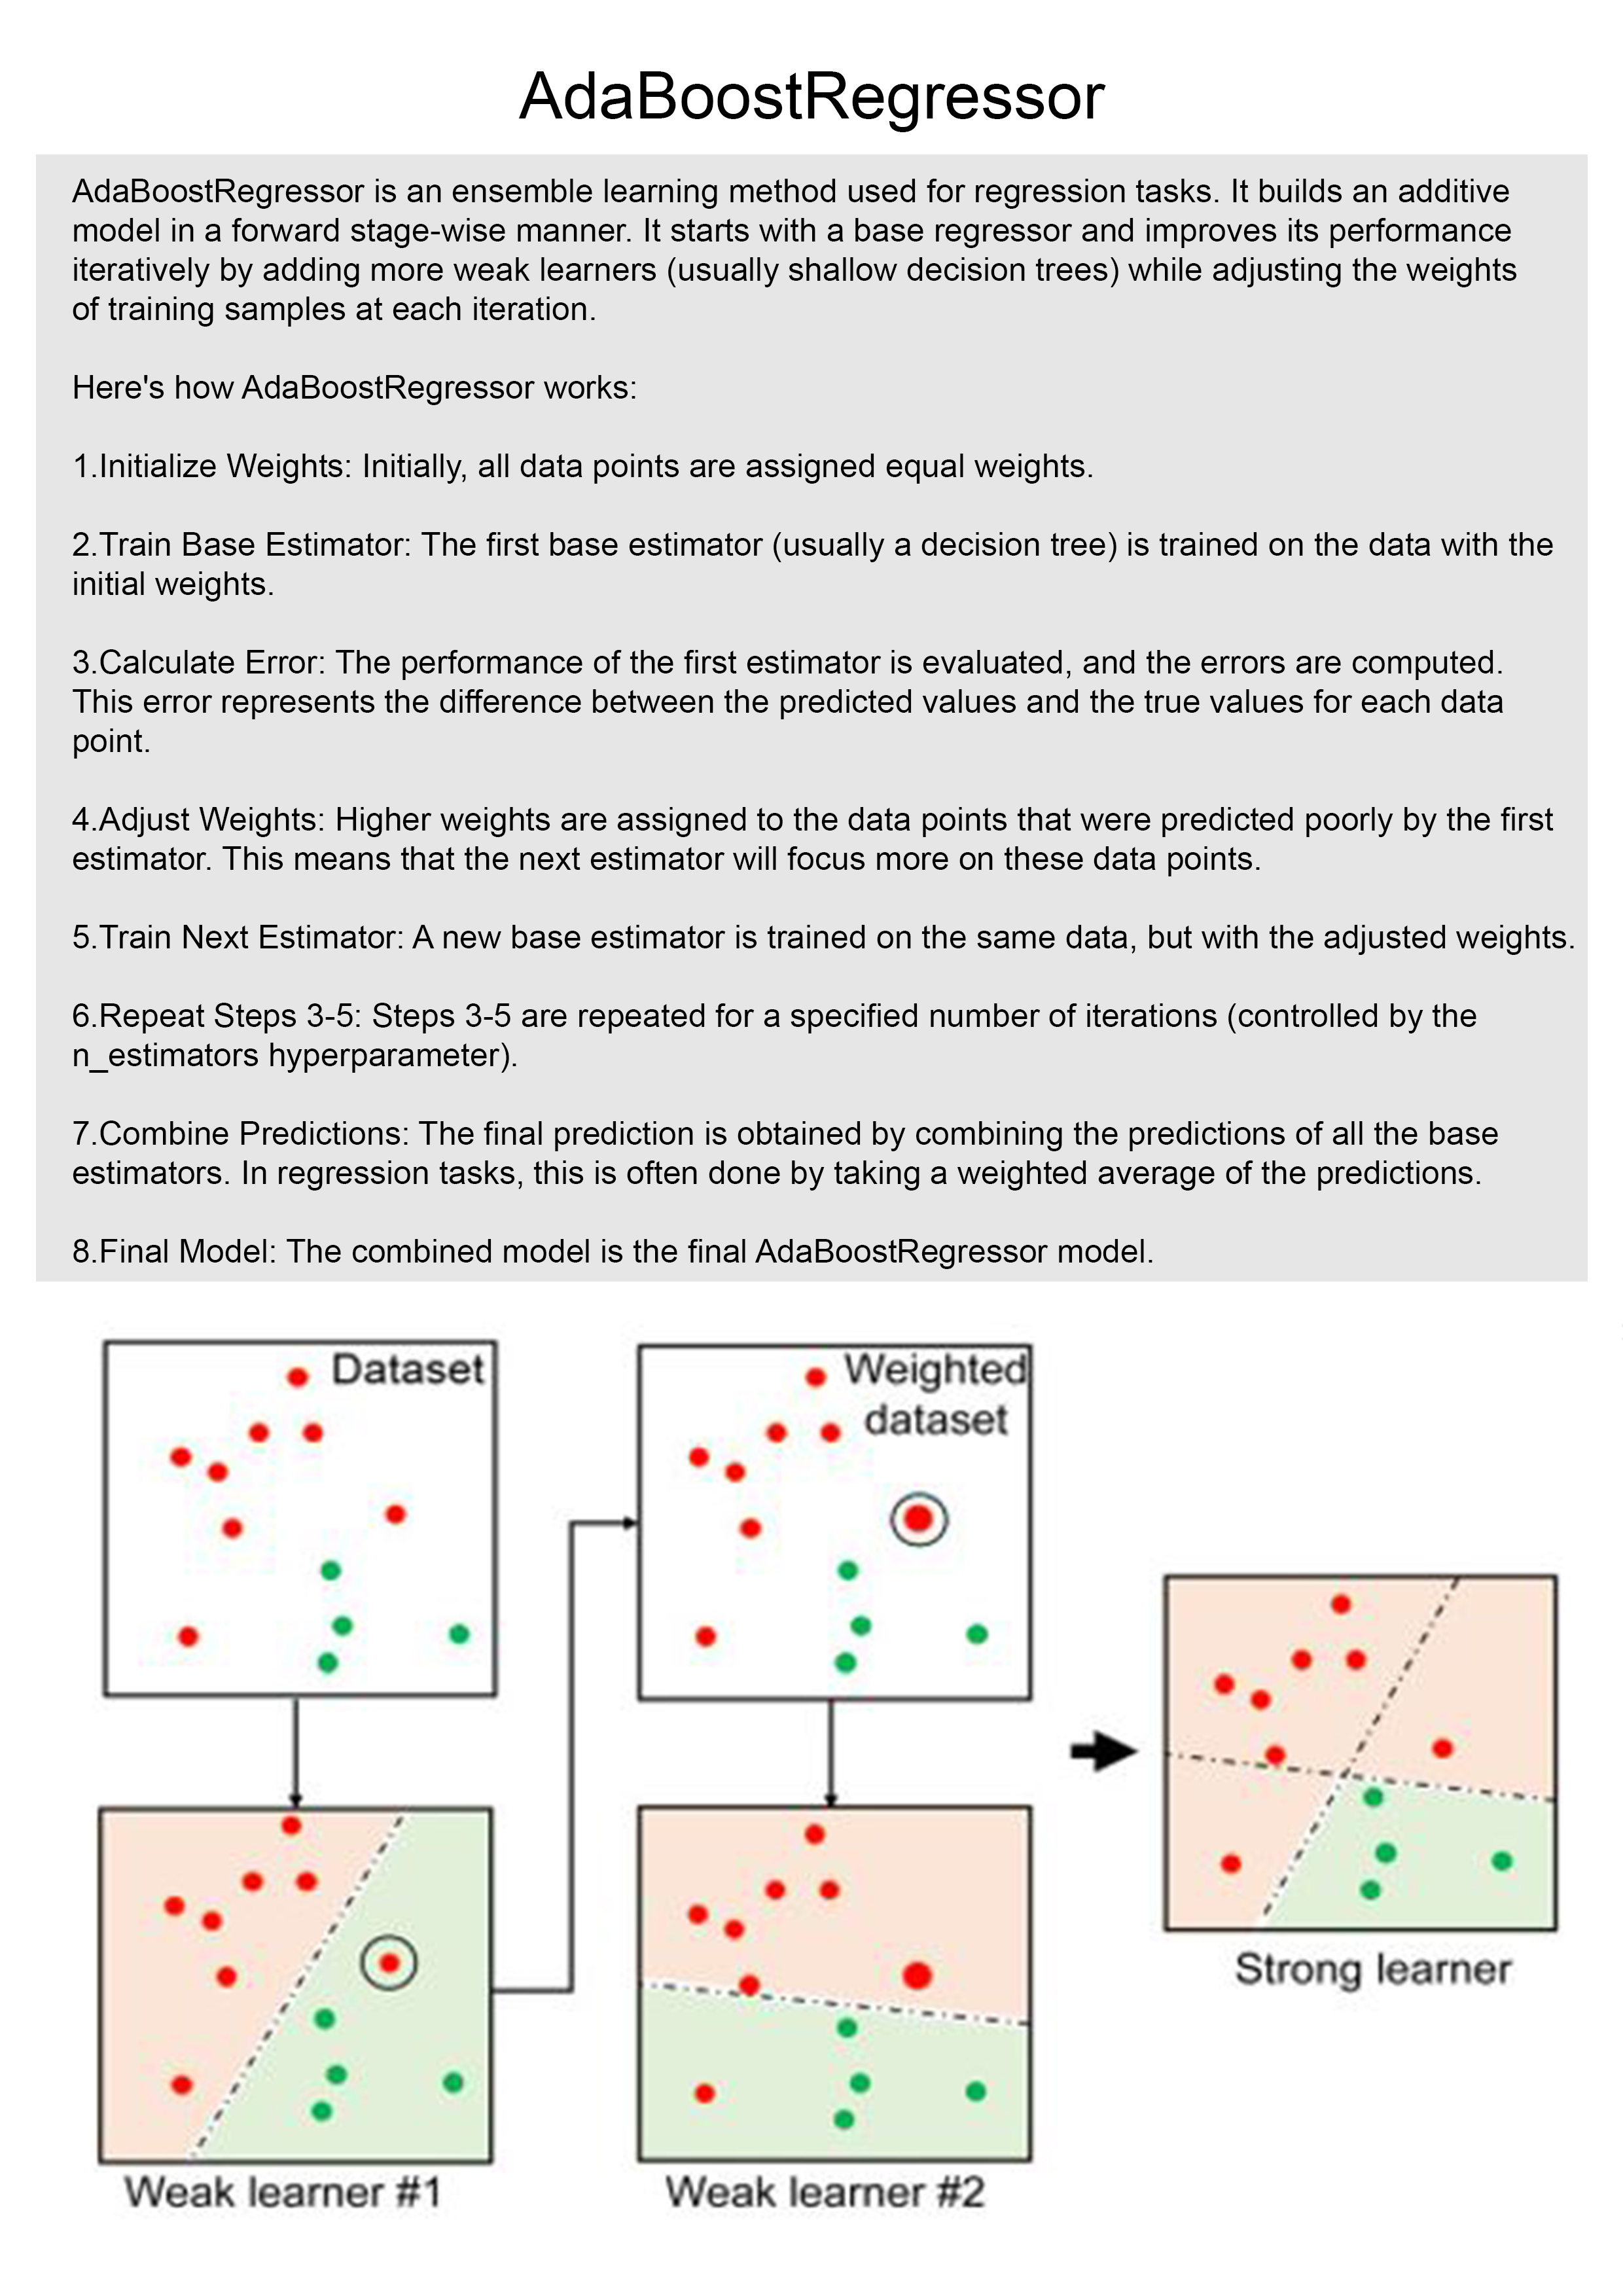 AdaBoostRegressor
AdaBoostRegressor is an ensemble learning method used for regression tasks. It builds an additive
model in a forward stage-wise manner. It starts with a base regressor and improves its performance
iteratively by adding more weak learners (usually shallow decision trees) while adjusting the weights
of training samples at each iteration.
Here's how AdaBoostRegressor works:
1.Initialize Weights: Initially, all data points are assigned equal weights.
2.Train Base Estimator: The first base estimator (usually a decision tree) is trained on the data with the
initial weights.
3.Calculate Error: The performance of the first estimator is evaluated, and the errors are computed.
This error represents the difference between the predicted values and the true values for each data
point.
4.Adjust Weights: Higher weights are assigned to the data points that were predicted poorly by the first
estimator. This means that the next estimator will focus more on these data points.
5.Train Next Estimator: A new base estimator is trained on the same data, but with the adjusted weights.
6.Repeat Steps 3-5: Steps 3-5 are repeated for a specified number of iterations (controlled by the
n_estimators hyperparameter).
7.Combine Predictions: The final prediction is obtained by combining the predictions of all the base
estimators. In regression tasks, this is often done by taking a weighted average of the predictions.
8.Final Model: The combined model is the final AdaBoostRegressor model.
Dataset
Weighted
dataset
Strong learner
Weak learner #1
Weak learner #2